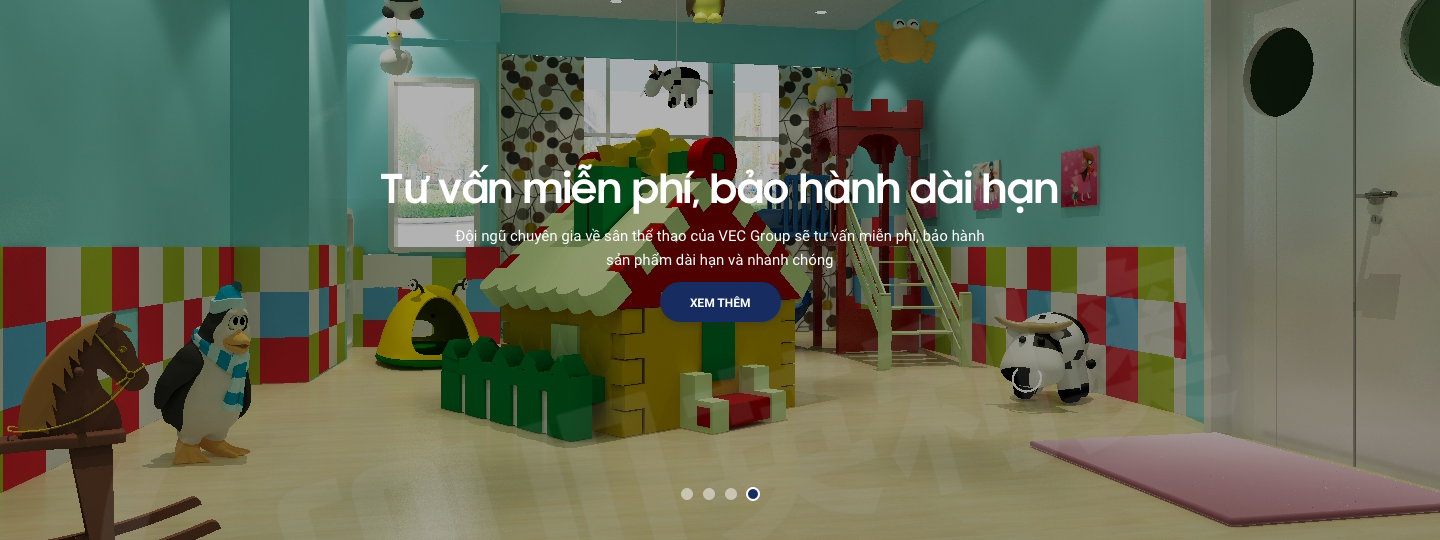 Tư vấn miễn phí, bảo hành dài hạn
Đội ngũ chuyên gia về sân thể thao của VEC Group sẽ tư vấn miễn phí, bảo hành
sản phẩm dài hạn và nhanh chóng
XEM THÊM